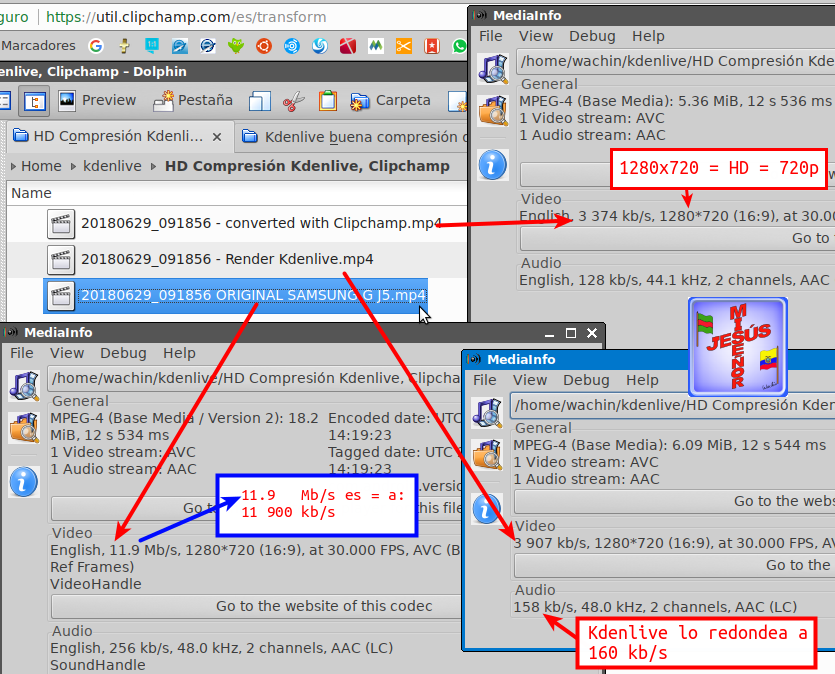 guro | https://util.clipchamp.com/es/transform
Marcadores
enlive, Clipchamp – Dolphin
Preview Pestaña Carpeta
HD Compresión Kdenli... × Kdenlive buena compresión
Home kdenlive HD Compresión Kdenlive, Clipchamp
Name
20180629_091856 - converted with Clipchamp.mp4
20180629_091856 - Render Kdenlive.mp4
20180629_091856 ORIGINAL SAMSUNG G J5.mp4
MediaInfo
File View Debug Help
/home/wachin/kdenlive/HD Compresión Kde
General
MPEG-4 (Base Media): 5.36 MiB, 12 s 536 ms
1 Video stream: AVC
1 Audio stream: AAC
1280x720 = HD = 720p
Video
English, 3 374 kb/s, 1280*720 (16:9), at 30.00
Go to
Audio
English, 128 kb/s, 44.1 kHz, 2 channels, AAC
MI SEÑOR
JESÚS
MediaInfo
File View Debug Help
/home/wachin/kdenlive/HD Compresión Kdenlive, Clipcha
General
MPEG-4 (Base Media / Version 2): 18.2
MiB, 12 s 534 ms
1 Video stream: AVC
1 Audio stream: AAC
Encoded date: UTC
14:19:23
Tagged date: UTC
14:19:23
Go to
this file
11.9 Mb/s es = a:
11 900 kb/s
Video
English, 11.9 Mb/s, 1280*720 (16:9), at 30.000 FPS, AVC (B
Ref Frames)
VideoHandle
Go to the website of this codec
Audio
English, 256 kb/s, 48.0 kHz, 2 channels, AAC (LC)
SoundHandle
MediaInfo
File View Debug Help
/home/wachin/kdenlive/HD Compresión Kden
General
MPEG-4 (Base Media): 6.09 MiB, 12 s 544 ms
1 Video stream: AVC
1 Audio stream: AAC
Go to the webs
Video
3 907 kb/s, 1280*720 (16:9), at 30.000 FPS, AV
Go to the
Audio
158 kb/s, 48.0 kHz, 2 channels, AAC (LC)
Kdenlive lo redondea a
160 kb/s